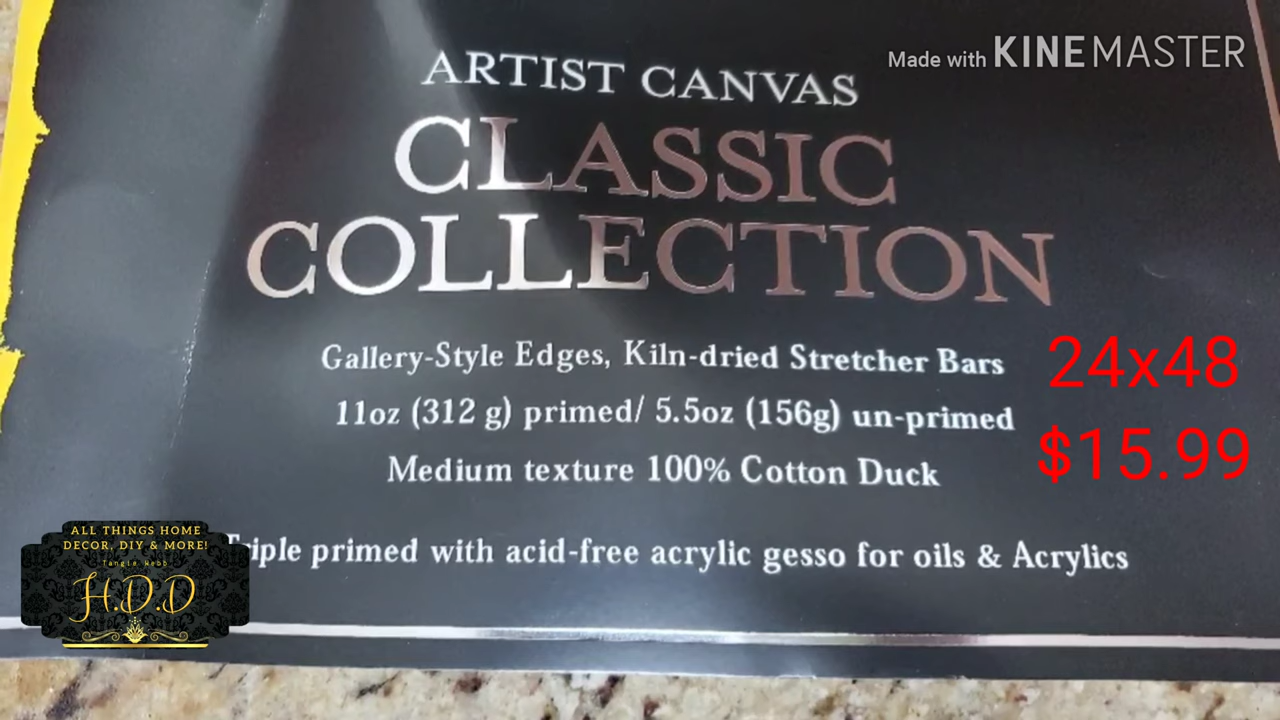 Made with KINEMASTER
ARTIST CANVAS
CLASSIC
COLLECTION
Gallery-Style Edges, Kiln-dried Stretcher Bars
11oz (312 g) primed/ 5.5oz (156g) un-primed
Medium texture 100% Cotton Duck
24x48
$15.99
Triple primed with acid-free acrylic gesso for oils & Acrylics
ALL THINGS HOME
DECOR, DIY & MORE!
H.D.D